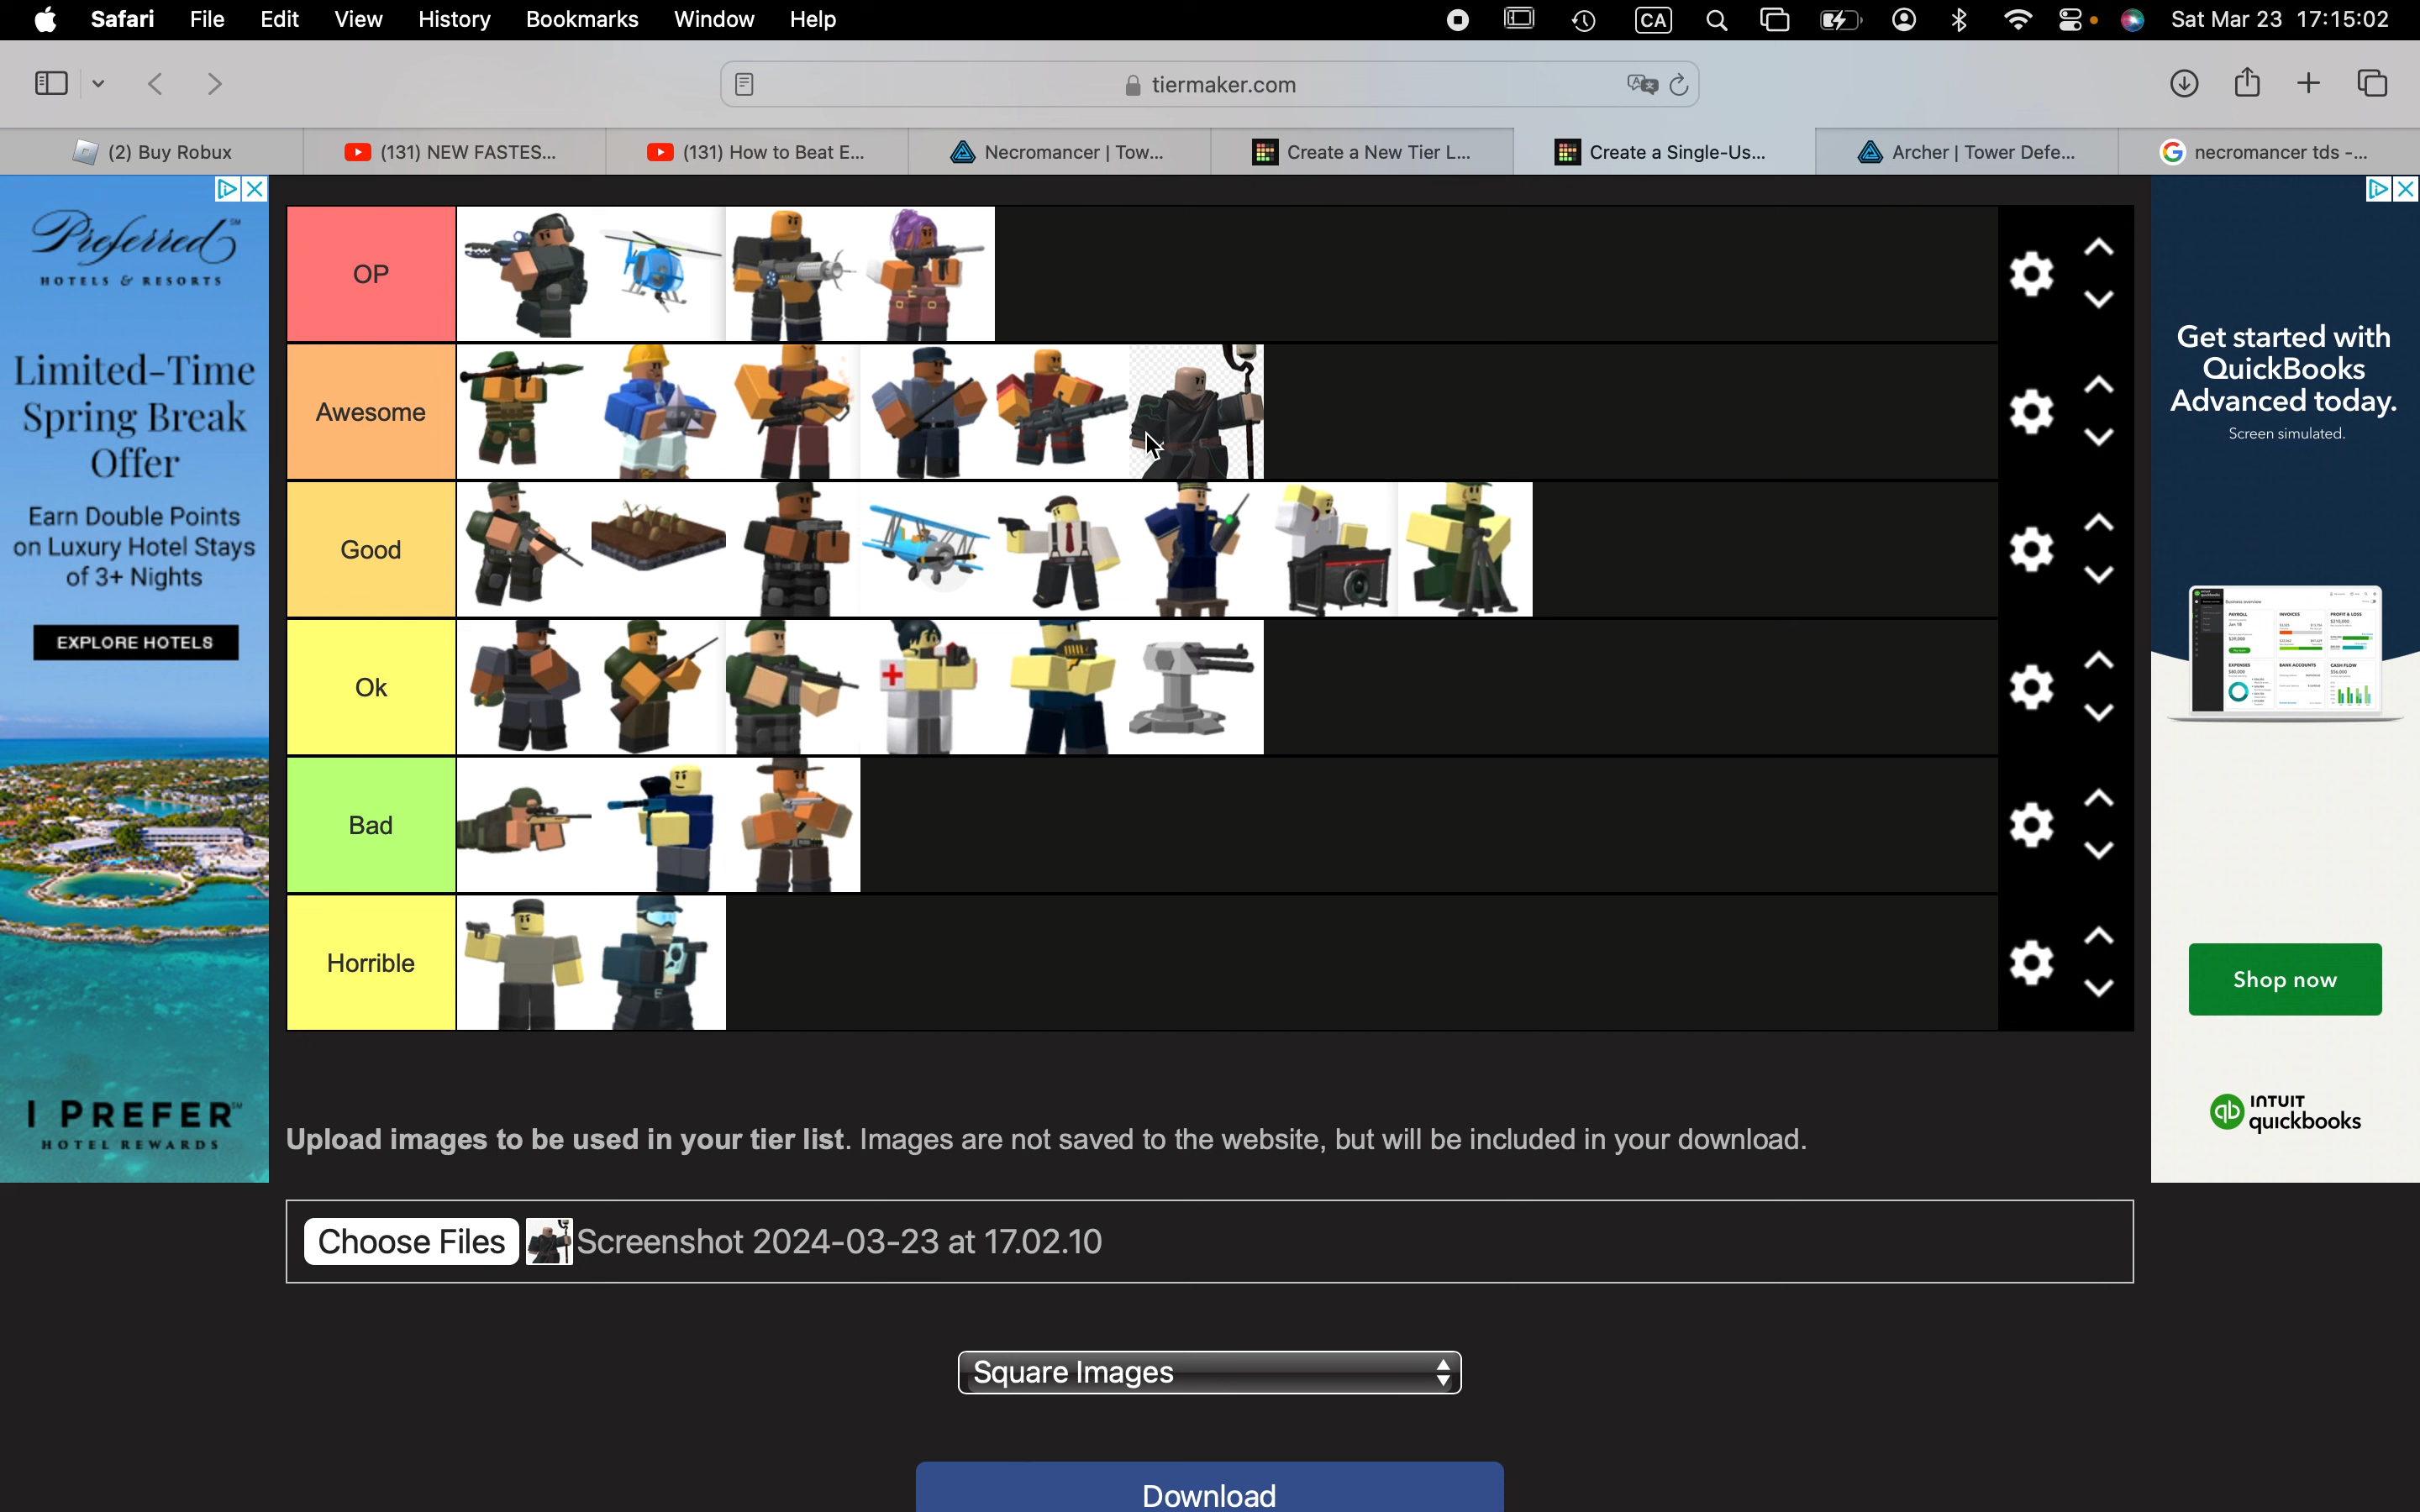 Safari File Edit View History Bookmarks Window Help CA Sat Mar 23 17:15:02
tiermaker.com
(2) Buy Robux (131) NEW FASTES... (131) How to Beat E... Necromancer | Tow... Create a New Tier L... Create a Single-Us... Archer | Tower Defe... necromancer tds -...
Preferred
HOTELS & RESORTS
Limited-Time
Spring Break
Offer
Earn Double Points
on Luxury Hotel Stays
of 3+ Nights
EXPLORE HOTELS
I PREFER
HOTEL REWARDS
OP
Awesome
Good
Ok
Bad
Horrible
Get started with
QuickBooks
Advanced today.
Screen simulated.
Shop now
qb INTUIT
quickbooks
Upload images to be used in your tier list. Images are not saved to the website, but will be included in your download.
Choose Files Screenshot 2024-03-23 at 17.02.10
Square Images
Download